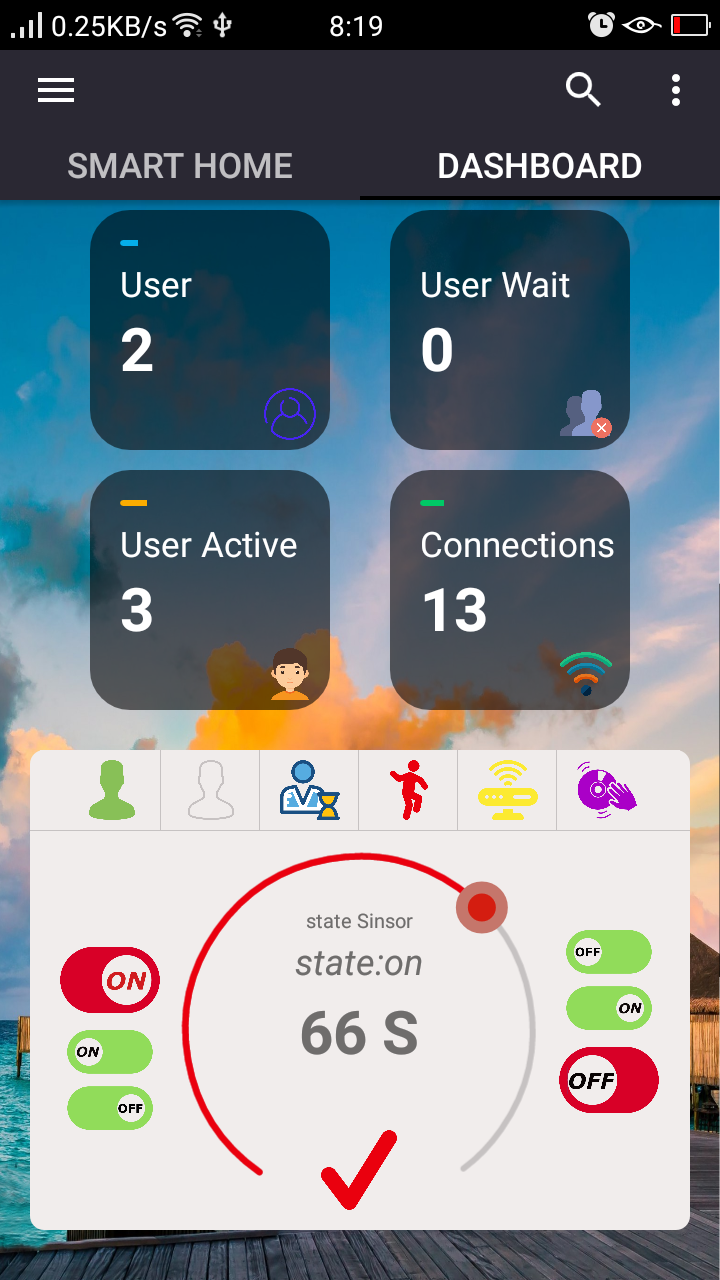 0.25KB/s 8:19
SMART HOME DASHBOARD
User
2
User Wait
0
User Active
3
Connections
13
state Sinsor
state:on
66 S
ON
ON
OFF
OFF
ON
OFF